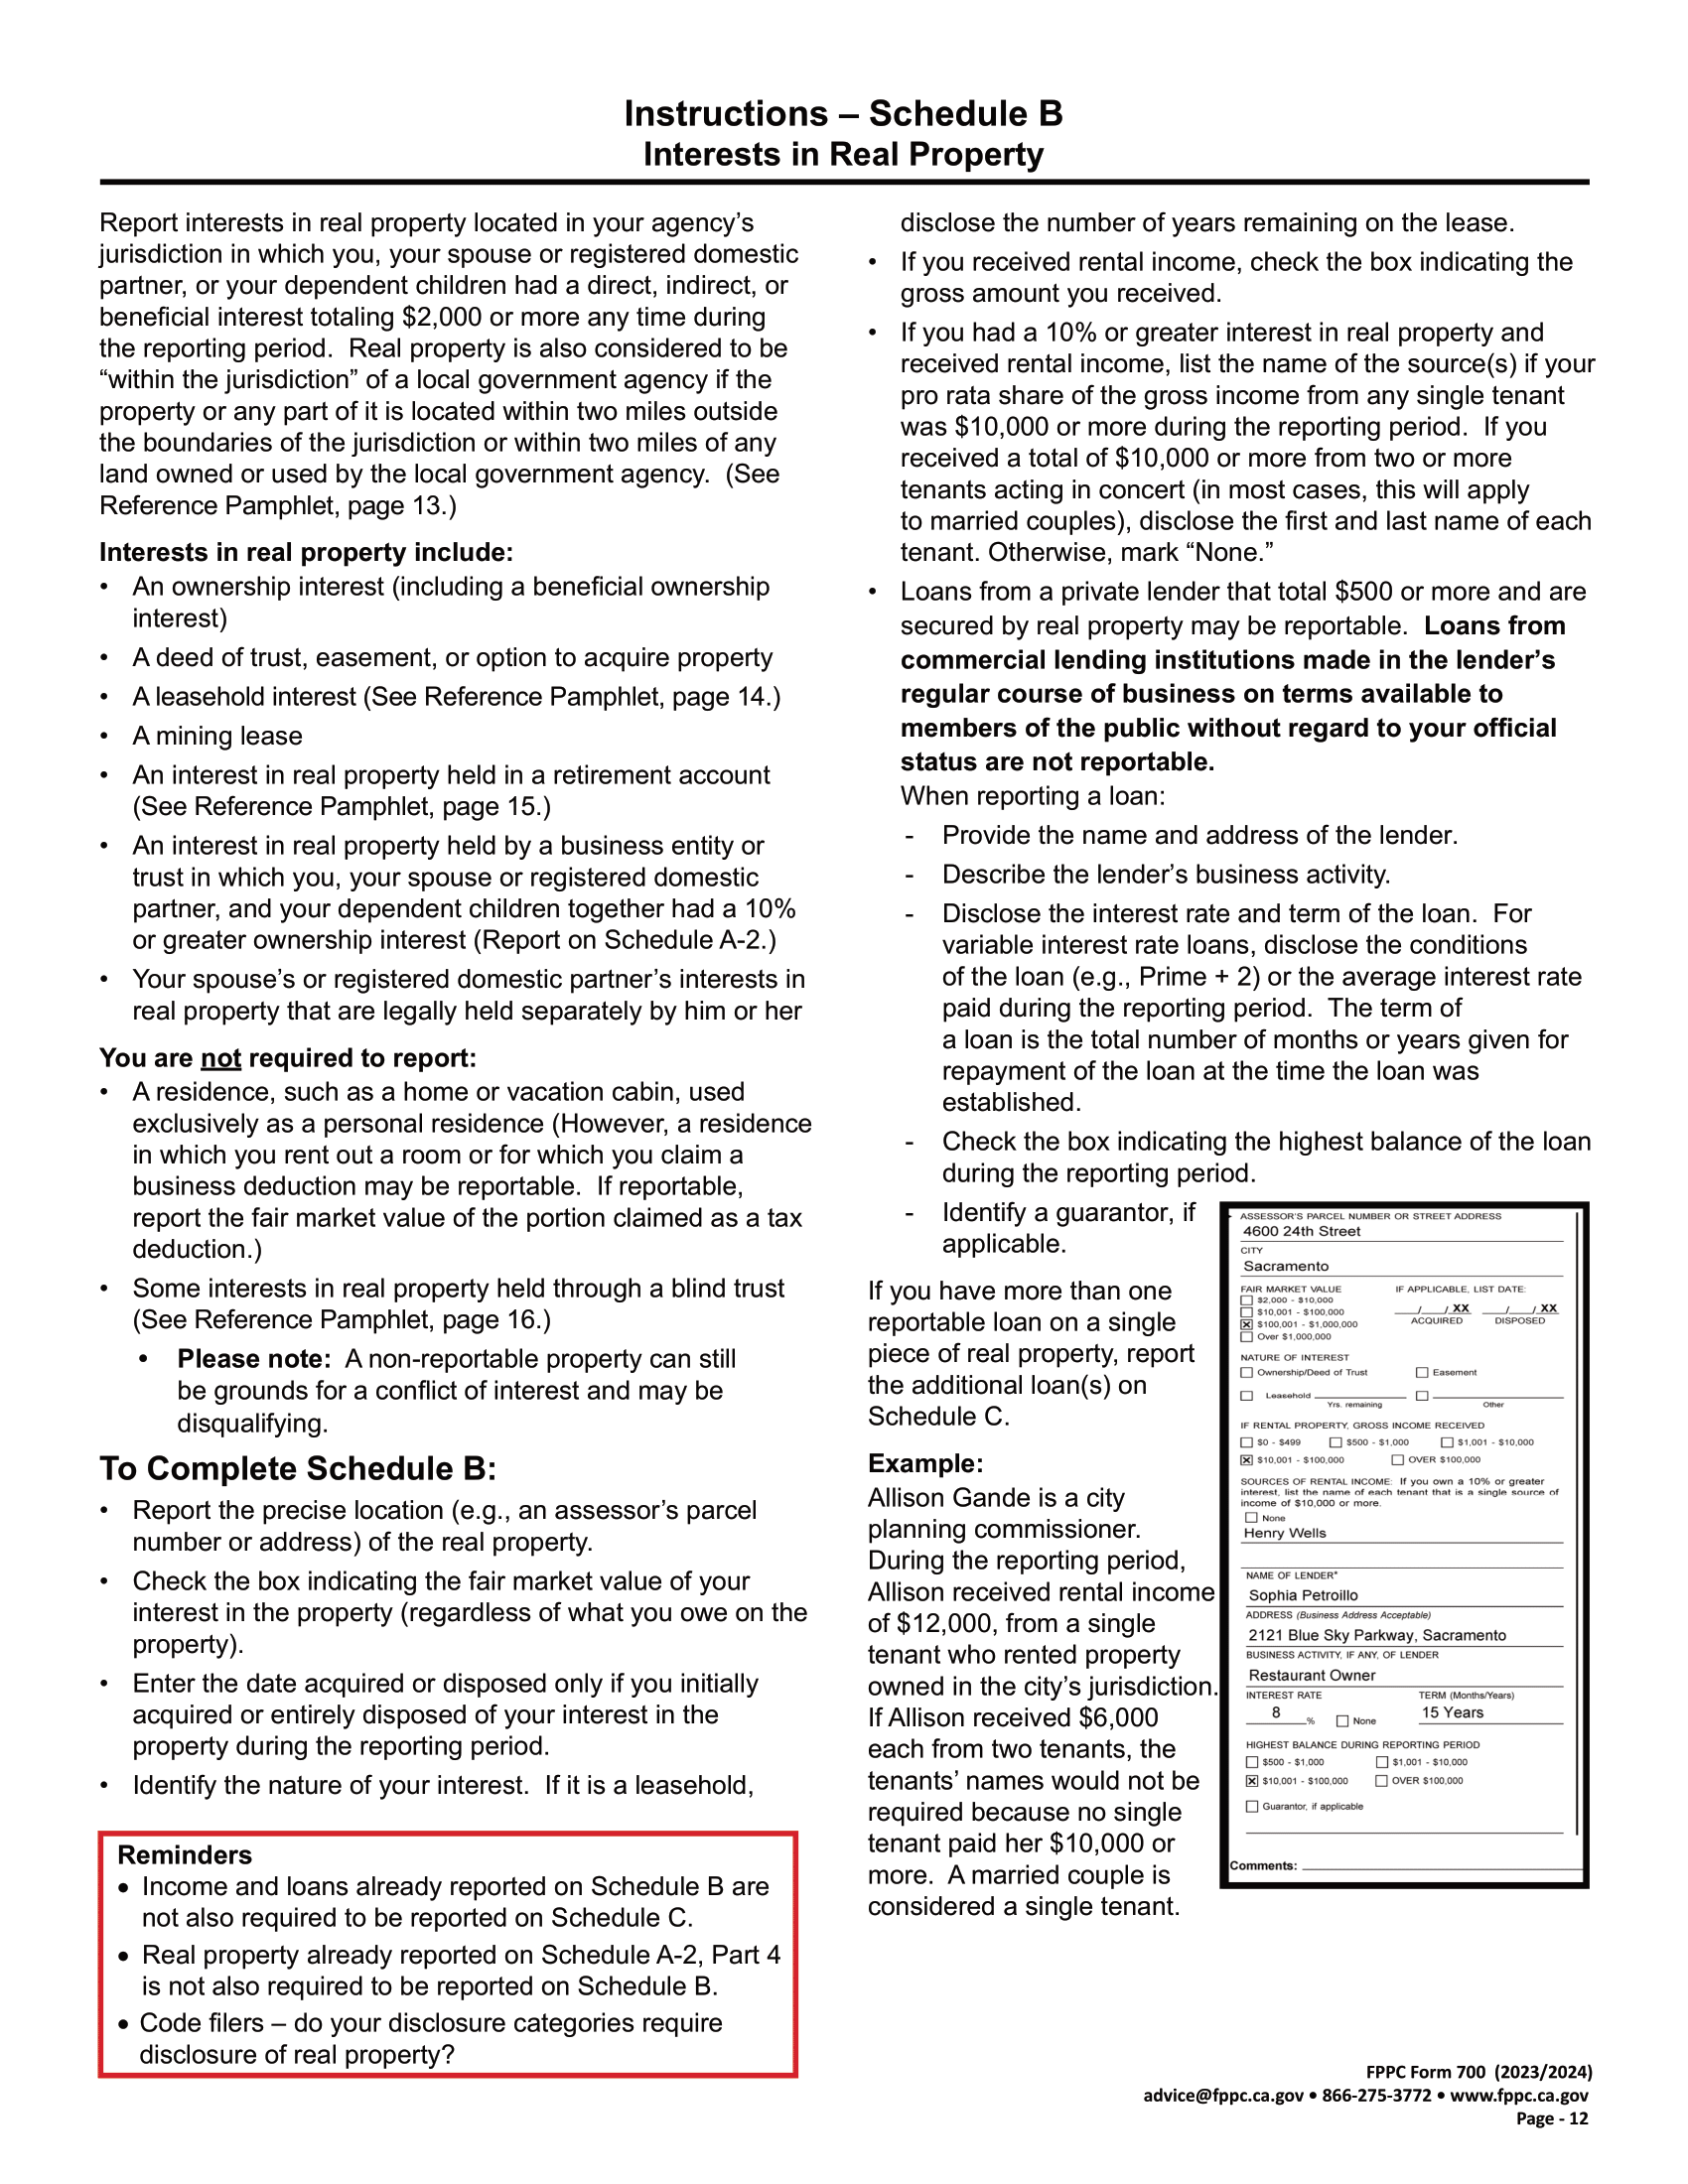 Instructions – Schedule B
Interests in Real Property
Report interests in real property located in your agency’s
jurisdiction in which you, your spouse or registered domestic
partner, or your dependent children had a direct, indirect, or
beneficial interest totaling $2,000 or more any time during
the reporting period.  Real property is also considered to be
“within the jurisdiction” of a local government agency if the
property or any part of it is located within two miles outside
the boundaries of the jurisdiction or within two miles of any
land owned or used by the local government agency.  (See
Reference Pamphlet, page 13.)
Interests in real property include:
• An ownership interest (including a beneficial ownership
interest)
• A deed of trust, easement, or option to acquire property
• A leasehold interest (See Reference Pamphlet, page 14.)
• A mining lease
• An interest in real property held in a retirement account
(See Reference Pamphlet, page 15.)
• An interest in real property held by a business entity or
trust in which you, your spouse or registered domestic
partner, and your dependent children together had a 10%
or greater ownership interest (Report on Schedule A-2.)
• Your spouse’s or registered domestic partner’s interests in
real property that are legally held separately by him or her
You are not required to report:
• A residence, such as a home or vacation cabin, used
exclusively as a personal residence (However, a residence
in which you rent out a room or for which you claim a
business deduction may be reportable.  If reportable,
report the fair market value of the portion claimed as a tax
deduction.)
• Some interests in real property held through a blind trust
(See Reference Pamphlet, page 16.)
• Please note:  A non-reportable property can still
be grounds for a conflict of interest and may be
disqualifying.
To Complete Schedule B:
• Report the precise location (e.g., an assessor’s parcel
number or address) of the real property.
• Check the box indicating the fair market value of your
interest in the property (regardless of what you owe on the
property).
• Enter the date acquired or disposed only if you initially
acquired or entirely disposed of your interest in the
property during the reporting period.
• Identify the nature of your interest.  If it is a leasehold,
disclose the number of years remaining on the lease.
• If you received rental income, check the box indicating the
gross amount you received.
• If you had a 10% or greater interest in real property and
received rental income, list the name of the source(s) if your
pro rata share of the gross income from any single tenant
was $10,000 or more during the reporting period.  If you
received a total of $10,000 or more from two or more
tenants acting in concert (in most cases, this will apply
to married couples), disclose the first and last name of each
tenant. Otherwise, mark “None.”
• Loans from a private lender that total $500 or more and are
secured by real property may be reportable.  Loans from
commercial lending institutions made in the lender’s
regular course of business on terms available to
members of the public without regard to your official
status are not reportable.
When reporting a loan:
- Provide the name and address of the lender.
- Describe the lender’s business activity.
- Disclose the interest rate and term of the loan.  For
variable interest rate loans, disclose the conditions
of the loan (e.g., Prime + 2) or the average interest rate
paid during the reporting period.  The term of
a loan is the total number of months or years given for
repayment of the loan at the time the loan was
established.
- Check the box indicating the highest balance of the loan
during the reporting period.
- Identify a guarantor, if
applicable.
If you have more than one
reportable loan on a single
piece of real property, report
the additional loan(s) on
Schedule C.
Example:
Allison Gande is a city
planning commissioner.
During the reporting period,
Allison received rental income
of $12,000, from a single
tenant who rented property
owned in the city’s jurisdiction.
If Allison received $6,000
each from two tenants, the
tenants’ names would not be
required because no single
tenant paid her $10,000 or
more.  A married couple is
considered a single tenant.
ASSESSOR’S PARCEL NUMBER OR STREET ADDRESS
4600 24th Street
CITY
Sacramento
FAIR MARKET VALUE IF APPLICABLE, LIST DATE:
$2,000 - $10,000
$10,001 - $100,000 / / XX / / XX
☒ $100,001 - $1,000,000 ACQUIRED DISPOSED
Over $1,000,000
NATURE OF INTEREST
Ownership/Deed of Trust Easement
Leasehold
Yrs. remaining Other
IF RENTAL PROPERTY, GROSS INCOME RECEIVED
$0 - $499 $500 - $1,000 $1,001 - $10,000
☒ $10,001 - $100,000 OVER $100,000
SOURCES OF RENTAL INCOME: If you own a 10% or greater
interest, list the name of each tenant that is a single source of
income of $10,000 or more.
None
Henry Wells
NAME OF LENDER*
Sophia Petroillo
ADDRESS (Business Address Acceptable)
2121 Blue Sky Parkway, Sacramento
BUSINESS ACTIVITY, IF ANY, OF LENDER
Restaurant Owner
INTEREST RATE TERM (Months/Years)
8 % None 15 Years
HIGHEST BALANCE DURING REPORTING PERIOD
$500 - $1,000 $1,001 - $10,000
☒ $10,001 - $100,000 OVER $100,000
Guarantor, if applicable
Comments:
Reminders
• Income and loans already reported on Schedule B are
not also required to be reported on Schedule C.
• Real property already reported on Schedule A-2, Part 4
is not also required to be reported on Schedule B.
• Code filers – do your disclosure categories require
disclosure of real property?
FPPC Form 700  (2023/2024)
advice@fppc.ca.gov • 866-275-3772 • www.fppc.ca.gov
Page - 12